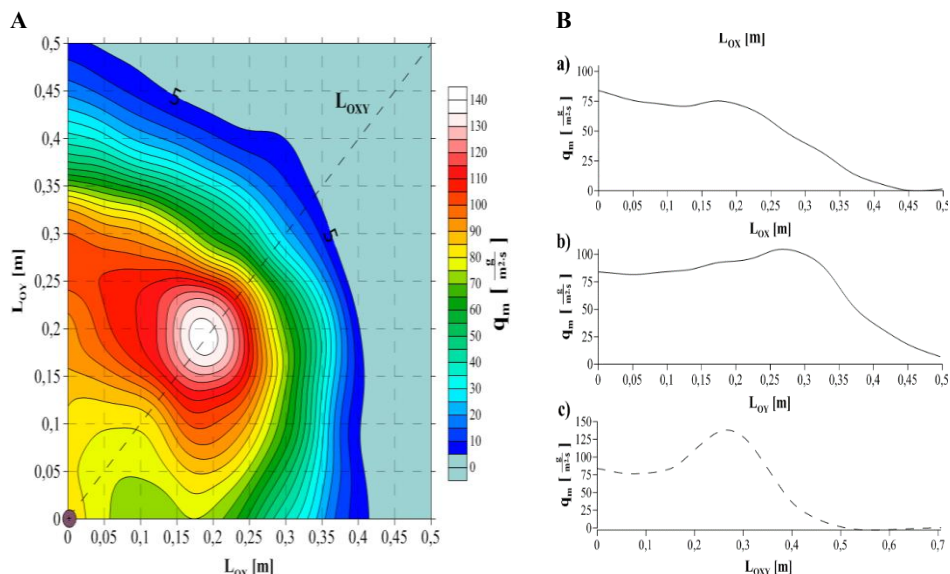 A
B
0,5
0,45
0,4
0,35
0,3
0,25
0,2
0,15
0,1
0,05
0
L_OY [m]
0 0,05 0,1 0,15 0,2 0,25 0,3 0,35 0,4 0,45 0,5
L_OX [m]
5
5
L_OXY
140
130
120
110
100
90
80
70
60
50
40
30
20
10
0
q_m [ g/m²·s ]
L_OX [m]
a)
100
75
50
25
0
q_m [ g/m²·s ]
0 0,05 0,1 0,15 0,2 0,25 0,3 0,35 0,4 0,45 0,5
L_OX [m]
b)
100
75
50
25
0
q_m [ g/m²·s ]
0 0,05 0,1 0,15 0,2 0,25 0,3 0,35 0,4 0,45 0,5
L_OY [m]
c)
150
125
100
75
50
25
0
q_m [ g/m²·s ]
0 0,1 0,2 0,3 0,4 0,5 0,6 0,7
L_OXY [m]